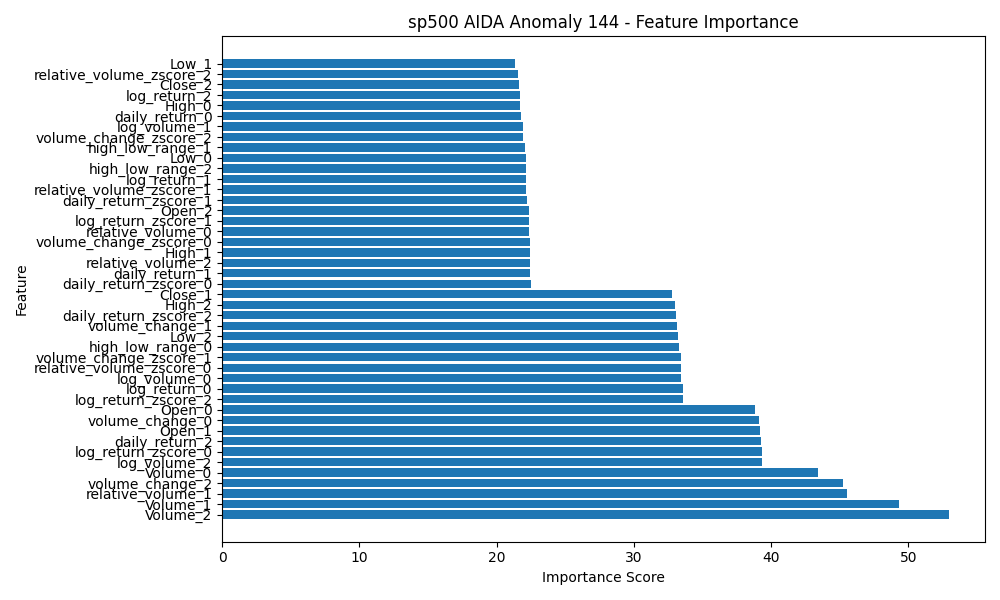 sp500 AIDA Anomaly 144 - Feature Importance
Low_1
relative_volume_zscore_2
Close_2
log_return_2
High_0
daily_return_0
log_volume_1
volume_change_zscore_2
high_low_range_1
Low_0
high_low_range_2
log_return_1
relative_volume_zscore_1
daily_return_zscore_1
Open_2
log_return_zscore_1
relative_volume_0
volume_change_zscore_0
High_1
relative_volume_2
daily_return_1
daily_return_zscore_0
Close_1
High_2
daily_return_zscore_2
volume_change_1
Low_2
high_low_range_0
volume_change_zscore_1
relative_volume_zscore_0
log_volume_0
log_return_0
log_return_zscore_2
Open_0
volume_change_0
Open_1
daily_return_2
log_return_zscore_0
log_volume_2
Volume_0
volume_change_2
relative_volume_1
Volume_1
Volume_2
Feature
0 10 20 30 40 50
Importance Score